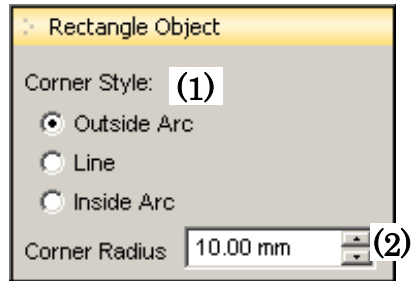 Rectangle Object
Corner Style: (1)
Outside Arc
Line
Inside Arc
Corner Radius 10.00 mm (2)